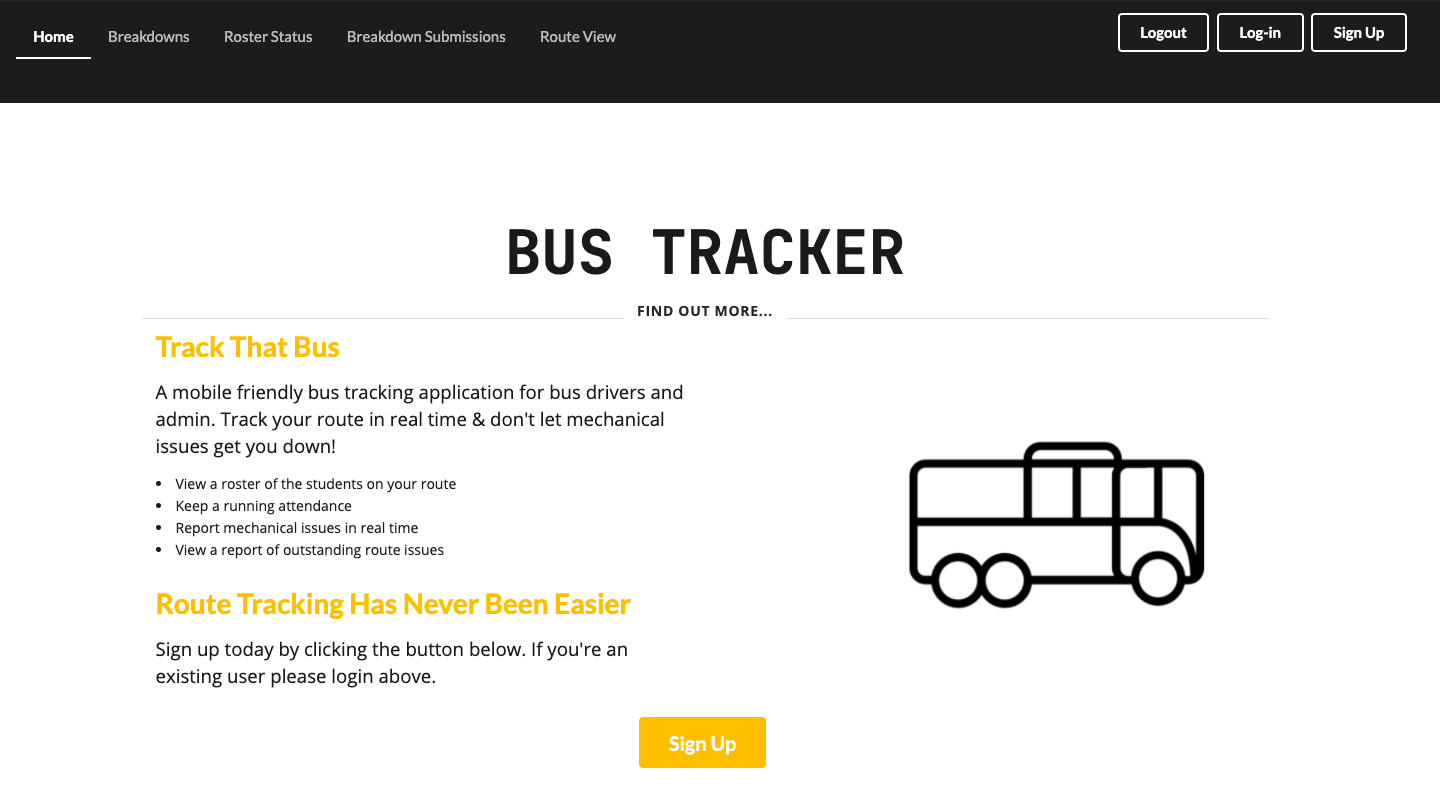 Home Breakdowns Roster Status Breakdown Submissions Route View Logout Log-in Sign Up
BUS TRACKER
FIND OUT MORE...
Track That Bus
A mobile friendly bus tracking application for bus drivers and
admin. Track your route in real time & don't let mechanical
issues get you down!
• View a roster of the students on your route
• Keep a running attendance
• Report mechanical issues in real time
• View a report of outstanding route issues
Route Tracking Has Never Been Easier
Sign up today by clicking the button below. If you're an
existing user please login above.
Sign Up